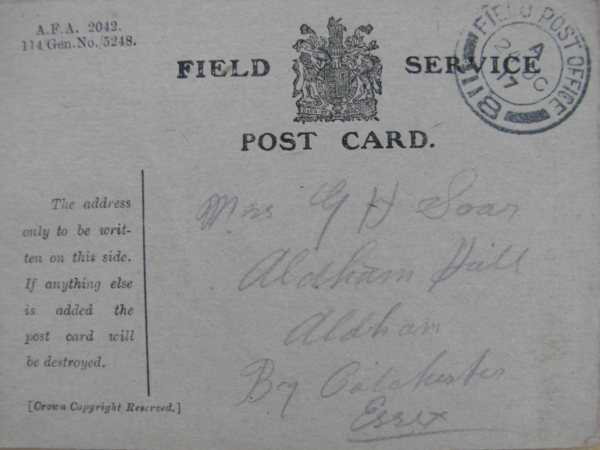 A.F.A. 2042.
114/Gen.No./5248.
FIELD SERVICE
POST CARD.
FIELD POST OFFICE
A
17
The address
only to be writ-
ten on this side.
If anything else
is added the
post card will
be destroyed.
[Crown Copyright Reserved.]
G H Soar
Aldham Hall
Aldham
By Colchester
Essex